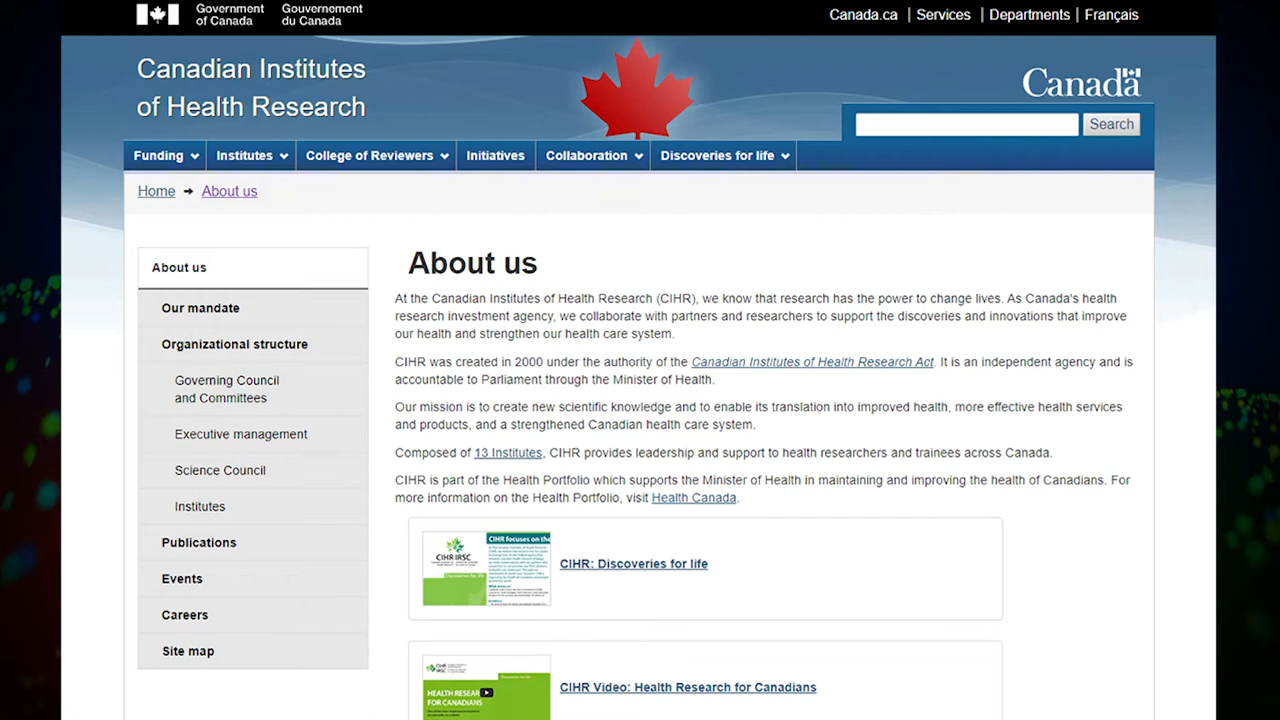 Government
of Canada
Gouvernement
du Canada
Canada.ca | Services | Departments | Français
Canadian Institutes
of Health Research
Canada
Search
Funding
Institutes
College of Reviewers
Initiatives
Collaboration
Discoveries for life
Home
About us
About us
Our mandate
Organizational structure
Governing Council
and Committees
Executive management
Science Council
Institutes
Publications
Events
Careers
Site map
About us
At the Canadian Institutes of Health Research (CIHR), we know that research has the power to change lives. As Canada's health
research investment agency, we collaborate with partners and researchers to support the discoveries and innovations that improve
our health and strengthen our health care system.
CIHR was created in 2000 under the authority of the Canadian Institutes of Health Research Act. It is an independent agency and is
accountable to Parliament through the Minister of Health.
Our mission is to create new scientific knowledge and to enable its translation into improved health, more effective health services
and products, and a strengthened Canadian health care system.
Composed of 13 Institutes, CIHR provides leadership and support to health researchers and trainees across Canada.
CIHR is part of the Health Portfolio which supports the Minister of Health in maintaining and improving the health of Canadians. For
more information on the Health Portfolio, visit Health Canada.
CIHR IRSC
Discoveries for life
CIHR focuses on the
CIHR: Discoveries for life
CIHR IRSC
HEALTH RESEAR
FOR CANADIANS
CIHR Video: Health Research for Canadians